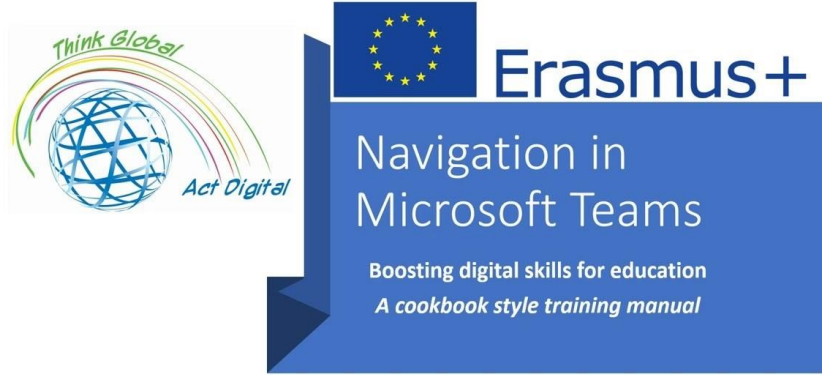 Think Global
Act Digital
Erasmus+
Navigation in
Microsoft Teams
Boosting digital skills for education
A cookbook style training manual